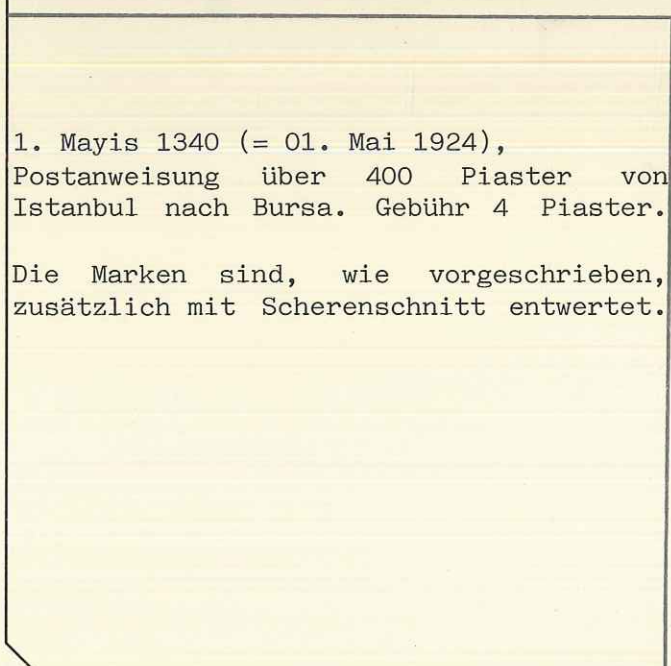 1. Mayis 1340 (= 01. Mai 1924),
Postanweisung über 400 Piaster von
Istanbul nach Bursa. Gebühr 4 Piaster.
Die Marken sind, wie vorgeschrieben,
zusätzlich mit Scherenschnitt entwertet.